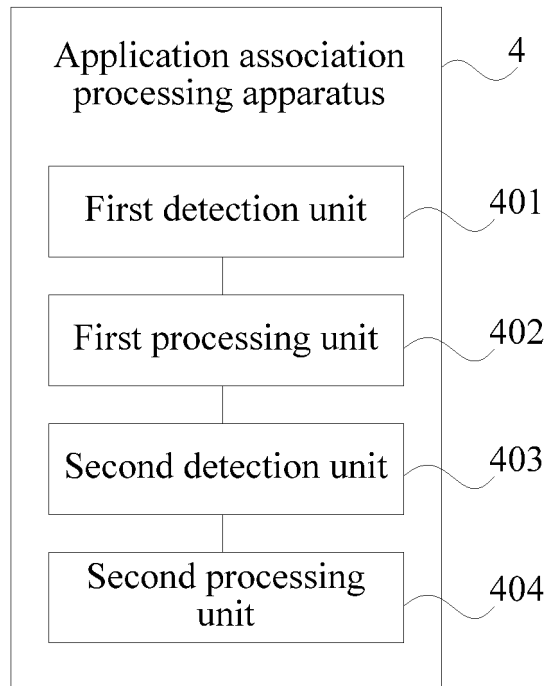 Application association
processing apparatus
4
First detection unit
401
First processing unit
402
Second detection unit
403
Second processing
unit
404